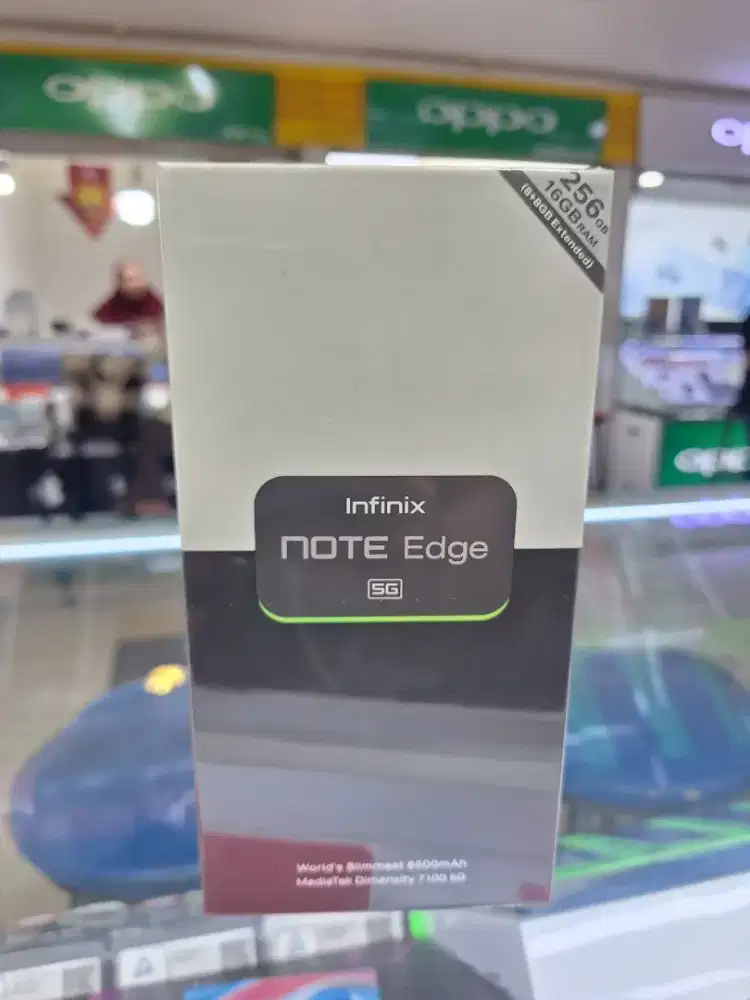 oppo
oppo
256GB
16GB RAM
(8+8GB Extended)
Infinix
NOTE Edge
5G
World's Slimmest 6500mAh
MediaTek Dimensity 7100 5G